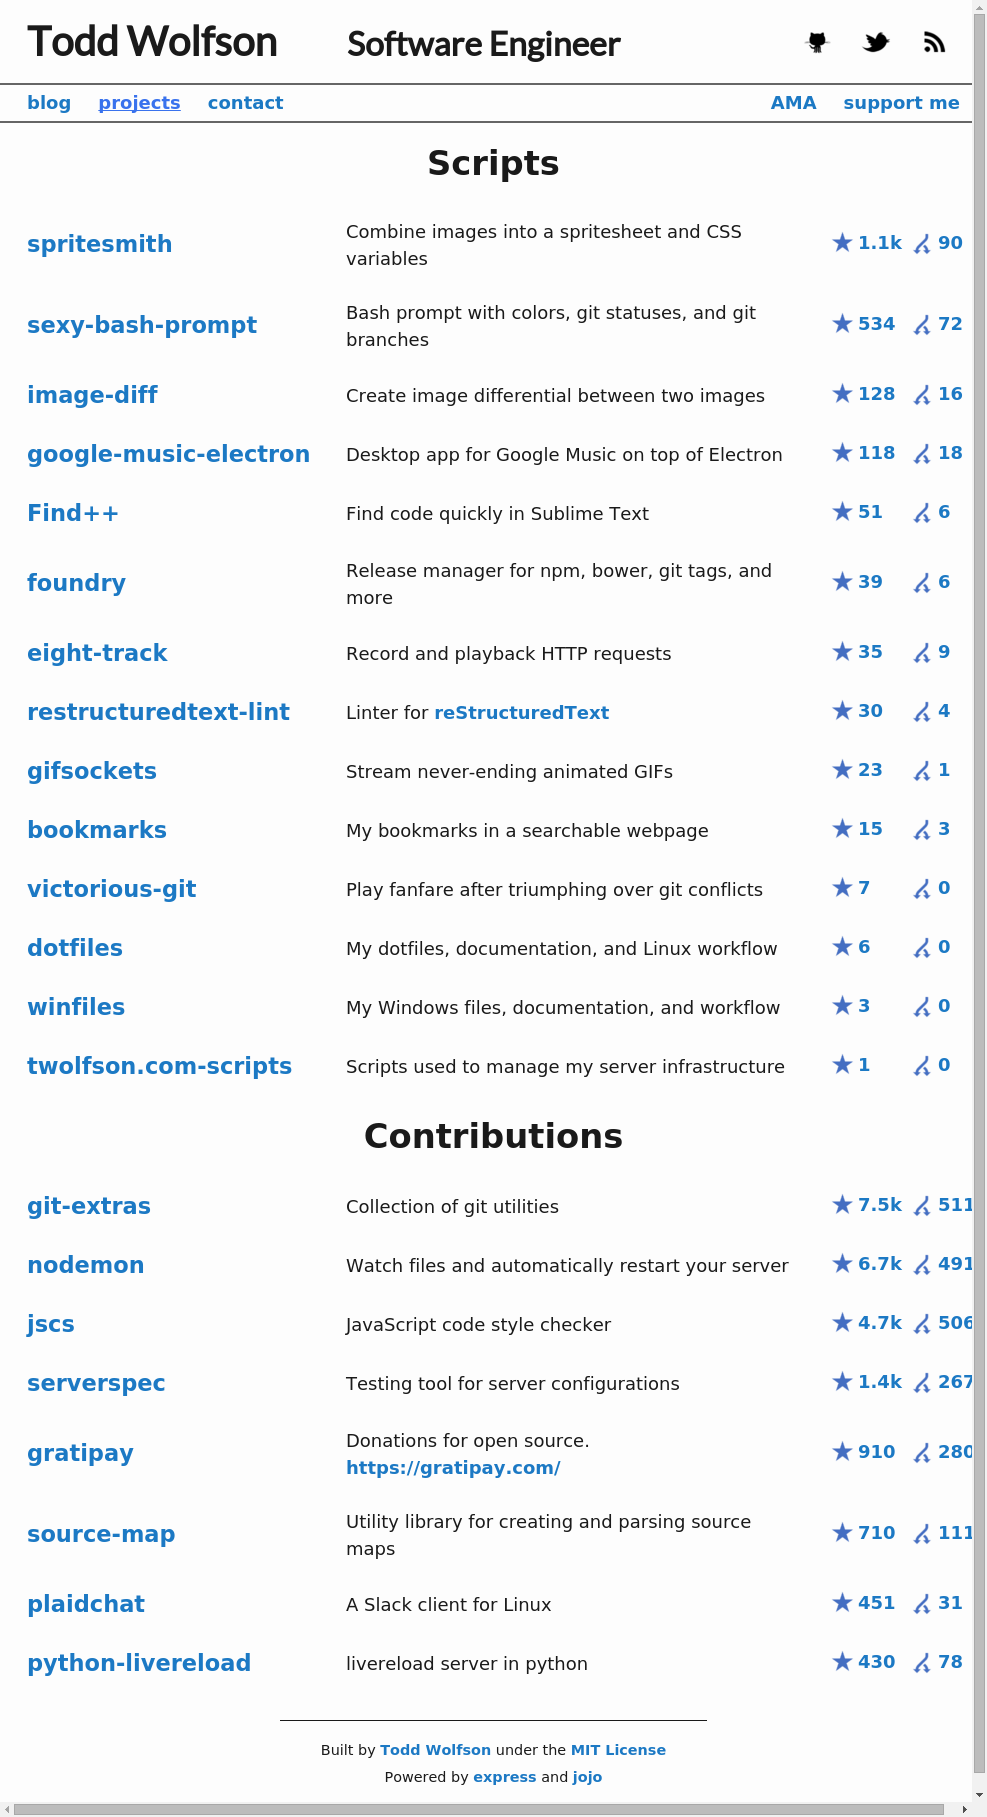 Todd Wolfson Software Engineer
blog projects contact AMA support me
Scripts
spritesmith Combine images into a spritesheet and CSS variables 1.1k 90
sexy-bash-prompt Bash prompt with colors, git statuses, and git branches 534 72
image-diff Create image differential between two images 128 16
google-music-electron Desktop app for Google Music on top of Electron 118 18
Find++ Find code quickly in Sublime Text 51 6
foundry Release manager for npm, bower, git tags, and more 39 6
eight-track Record and playback HTTP requests 35 9
restructuredtext-lint Linter for reStructuredText 30 4
gifsockets Stream never-ending animated GIFs 23 1
bookmarks My bookmarks in a searchable webpage 15 3
victorious-git Play fanfare after triumphing over git conflicts 7 0
dotfiles My dotfiles, documentation, and Linux workflow 6 0
winfiles My Windows files, documentation, and workflow 3 0
twolfson.com-scripts Scripts used to manage my server infrastructure 1 0
Contributions
git-extras Collection of git utilities 7.5k 511
nodemon Watch files and automatically restart your server 6.7k 491
jscs JavaScript code style checker 4.7k 506
serverspec Testing tool for server configurations 1.4k 267
gratipay Donations for open source. https://gratipay.com/ 910 280
source-map Utility library for creating and parsing source maps 710 111
plaidchat A Slack client for Linux 451 31
python-livereload livereload server in python 430 78
Built by Todd Wolfson under the MIT License
Powered by express and jojo